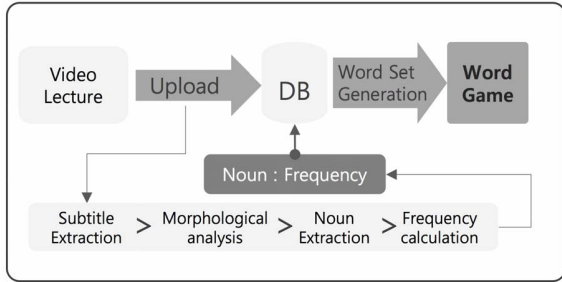 Video
Lecture
Upload
DB
Word Set
Generation
Word
Game
Noun : Frequency
Subtitle
Extraction
>
Morphological
analysis
>
Noun
Extraction
>
Frequency
calculation